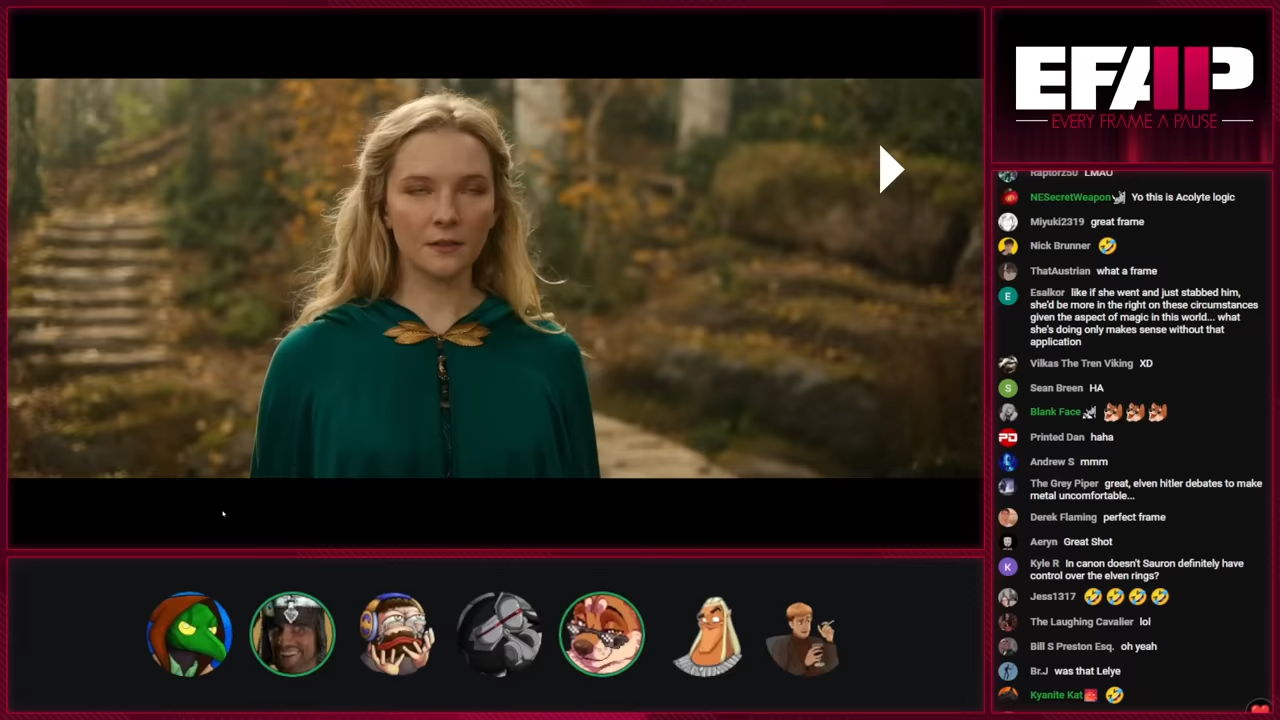 EFAP
EVERY FRAME A PAUSE
Raptorz50 LMAO
NESecretWeapon Yo this is Acolyte logic
Miyuki2319 great frame
Nick Brunner 🤣
ThatAustrian what a frame
E
Esalkor like if she went and just stabbed him,
she'd be more in the right on these circumstances
given the aspect of magic in this world... what
she's doing only makes sense without that
application
Vilkas The Tren Viking XD
S
Sean Breen HA
Blank Face
PD
Printed Dan haha
Andrew S mmm
The Grey Piper great, elven hitler debates to make
metal uncomfortable...
Derek Flaming perfect frame
Aeryn Great Shot
K
Kyle R In canon doesn't Sauron definitely have
control over the elven rings?
Jess1317 🤣🤣🤣🤣
The Laughing Cavalier lol
Bill S Preston Esq. oh yeah
Br.J was that Lelye
Kyanite Kat 🤣